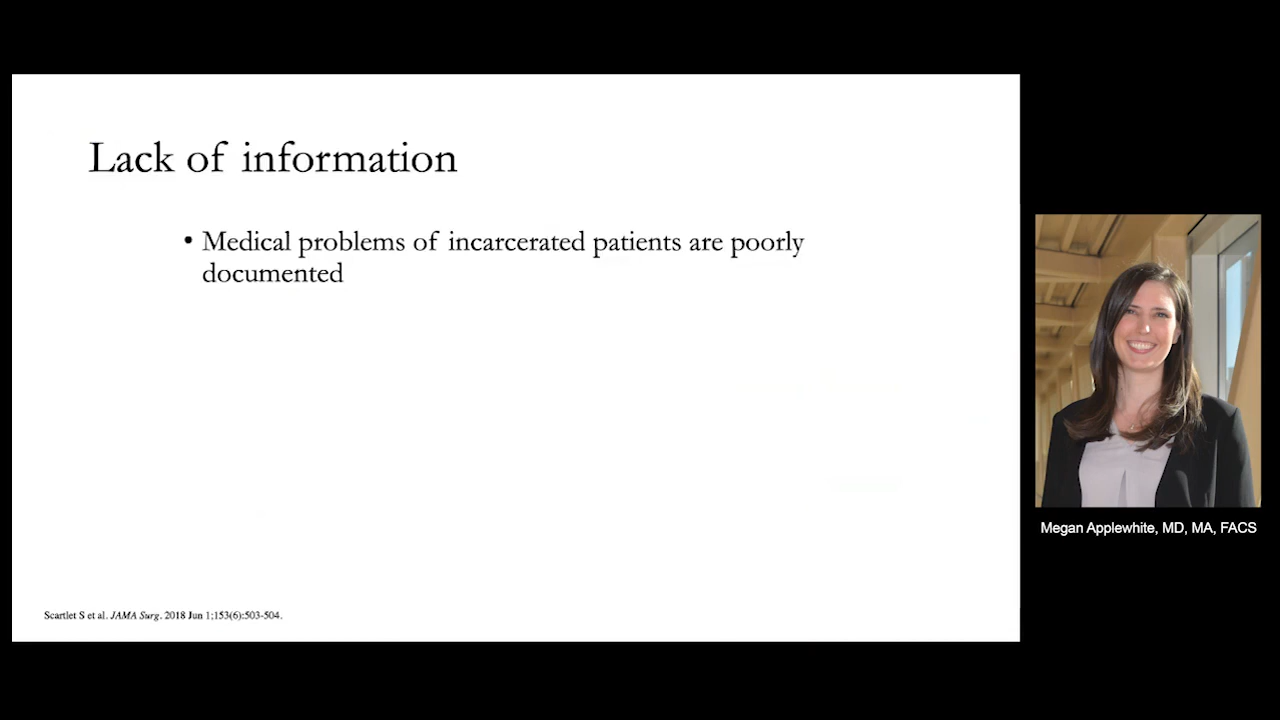 Lack of information
• Medical problems of incarcerated patients are poorly
documented
Scartlet S et al. JAMA Surg. 2018 Jun 1;153(6):503-504.
Megan Applewhite, MD, MA, FACS